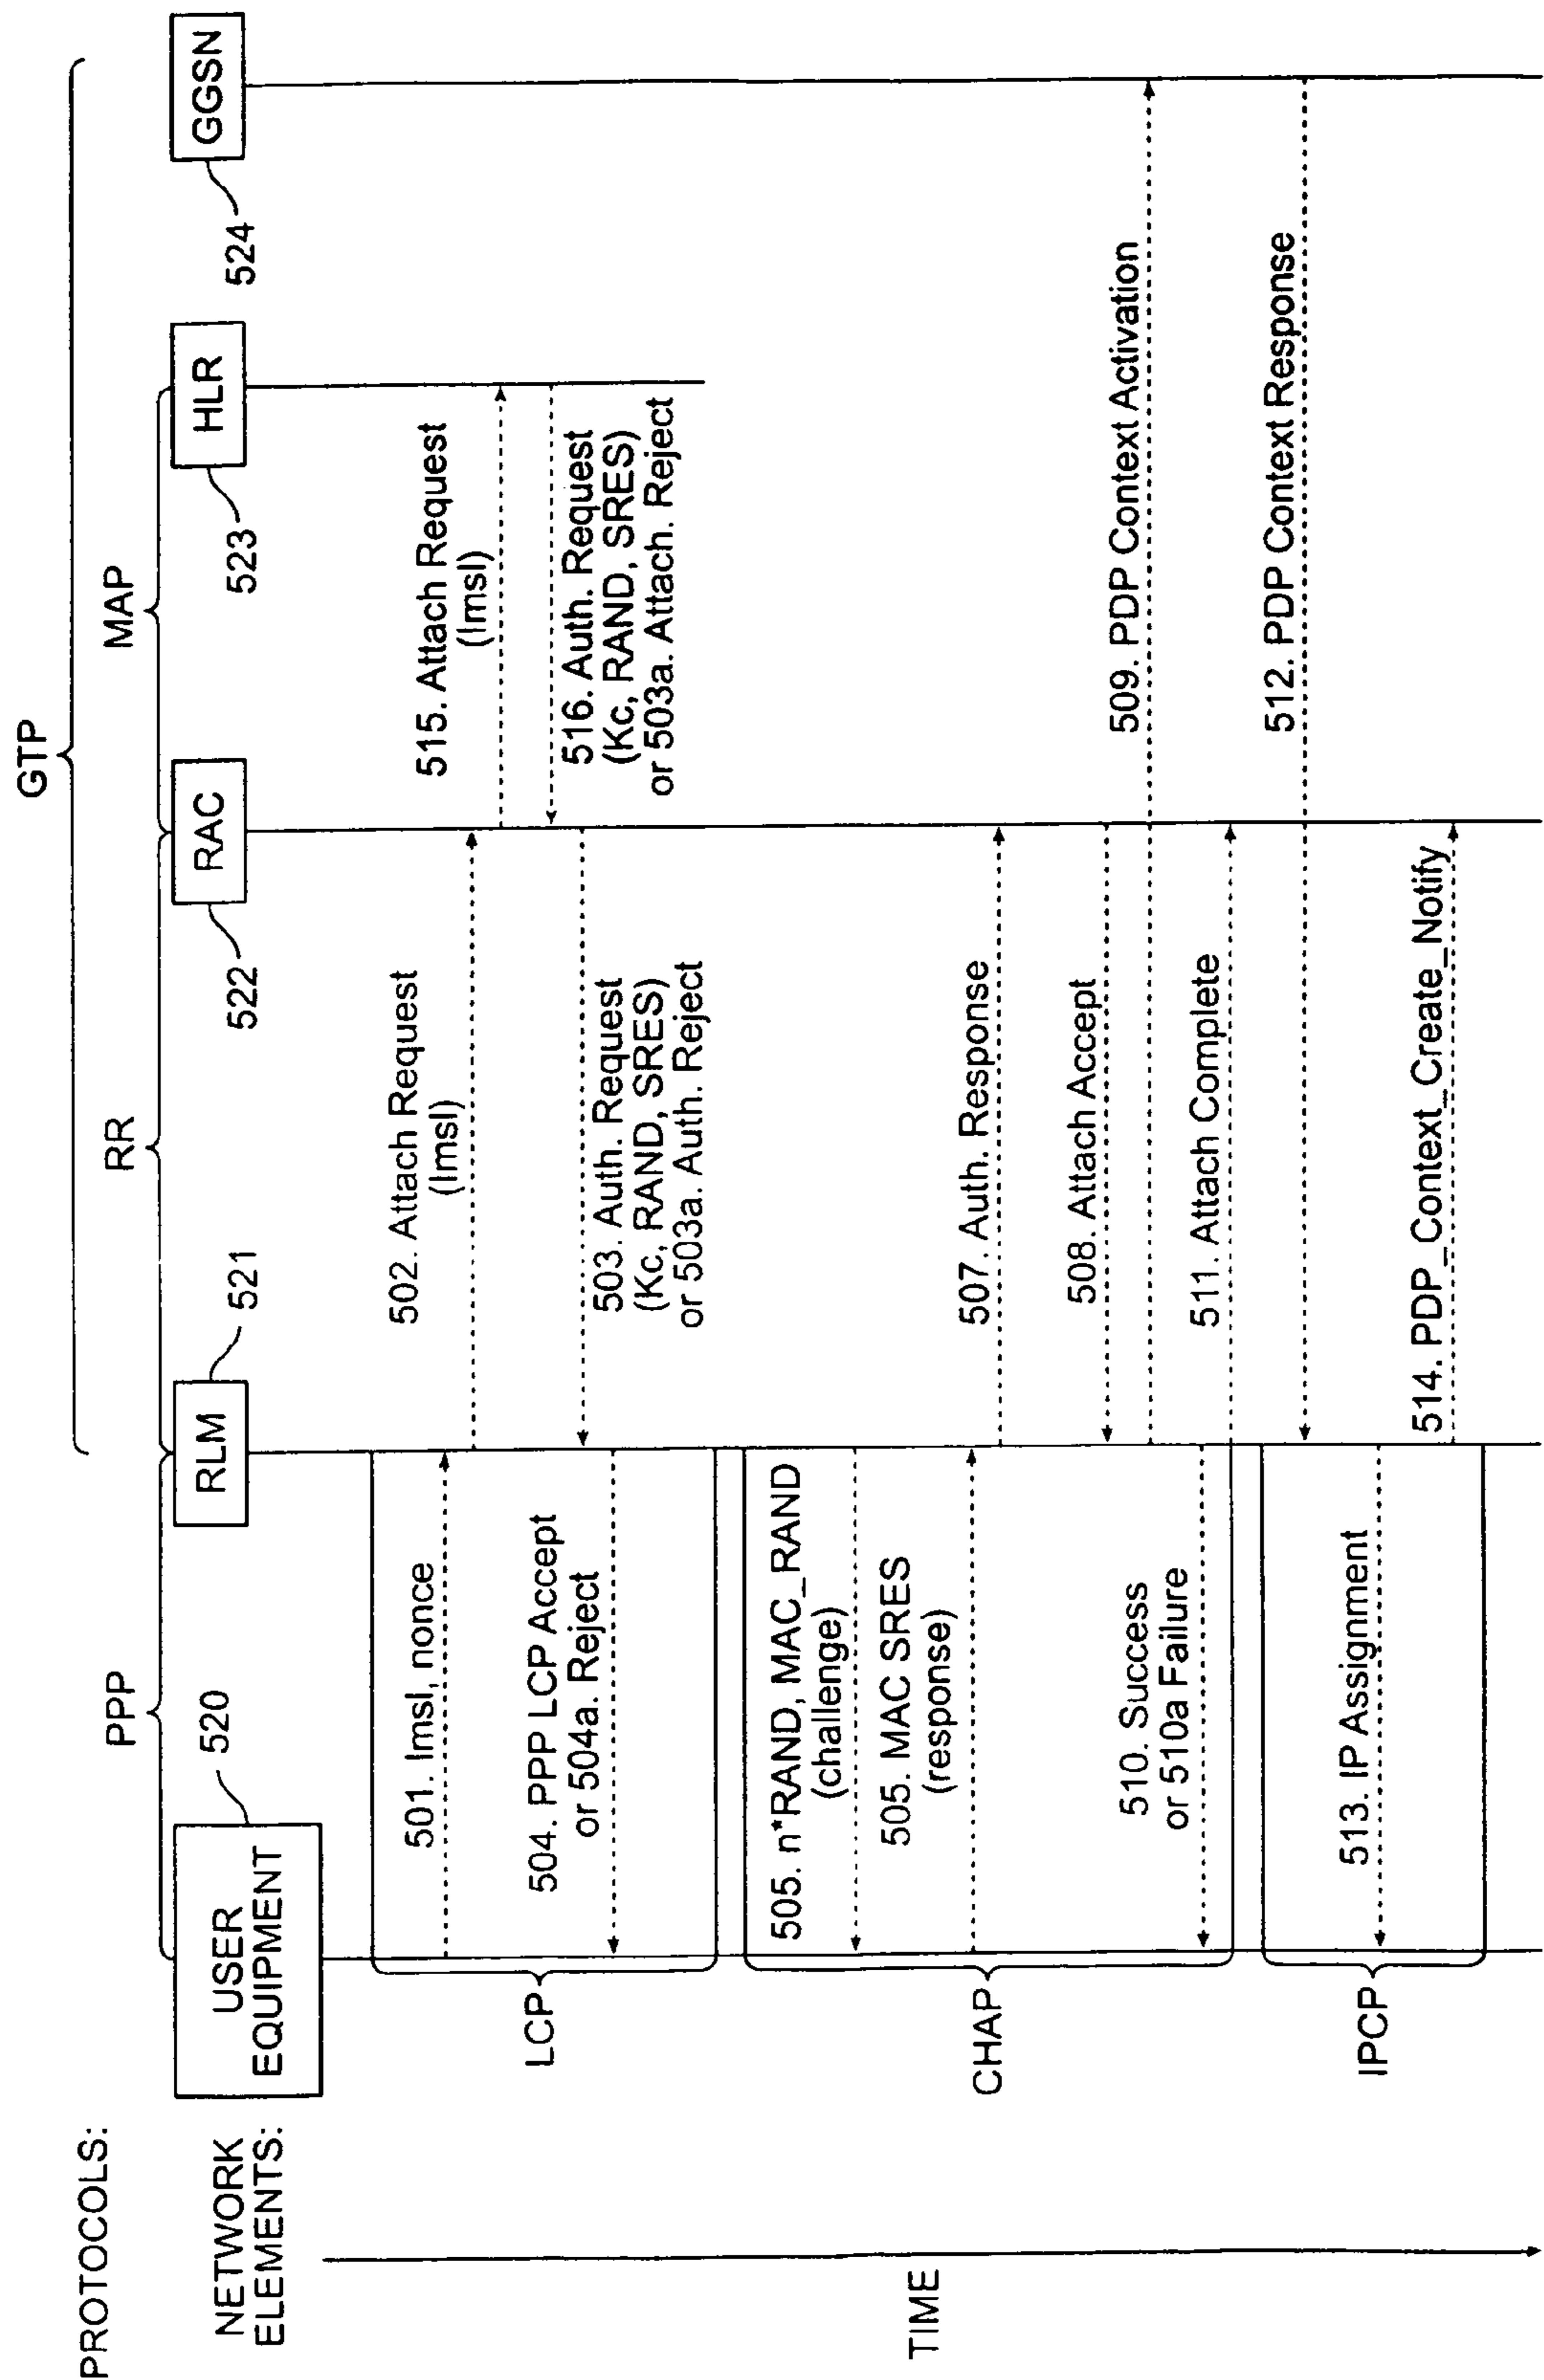 PROTOCOLS:
GTP
PPP
RR
MAP
NETWORK
ELEMENTS:
USER
EQUIPMENT
520
RLM
521
RAC
522
HLR
523
GGSN
524
TIME
LCP
501. ImsI, nonce
502. Attach Request
(ImsI)
515. Attach Request
(ImsI)
516. Auth. Request
(Kc, RAND, SRES)
or 503a. Attach. Reject
503. Auth. Request
(Kc, RAND, SRES)
or 503a. Auth. Reject
504. PPP LCP Accept
or 504a. Reject
CHAP
505. n*RAND, MAC_RAND
(challenge)
505. MAC SRES
(response)
507. Auth. Response
508. Attach Accept
509. PDP Context Activation
510. Success
or 510a Failure
511. Attach Complete
IPCP
512. PDP Context Response
513. IP Assignment
514. PDP_Context_Create_Notify